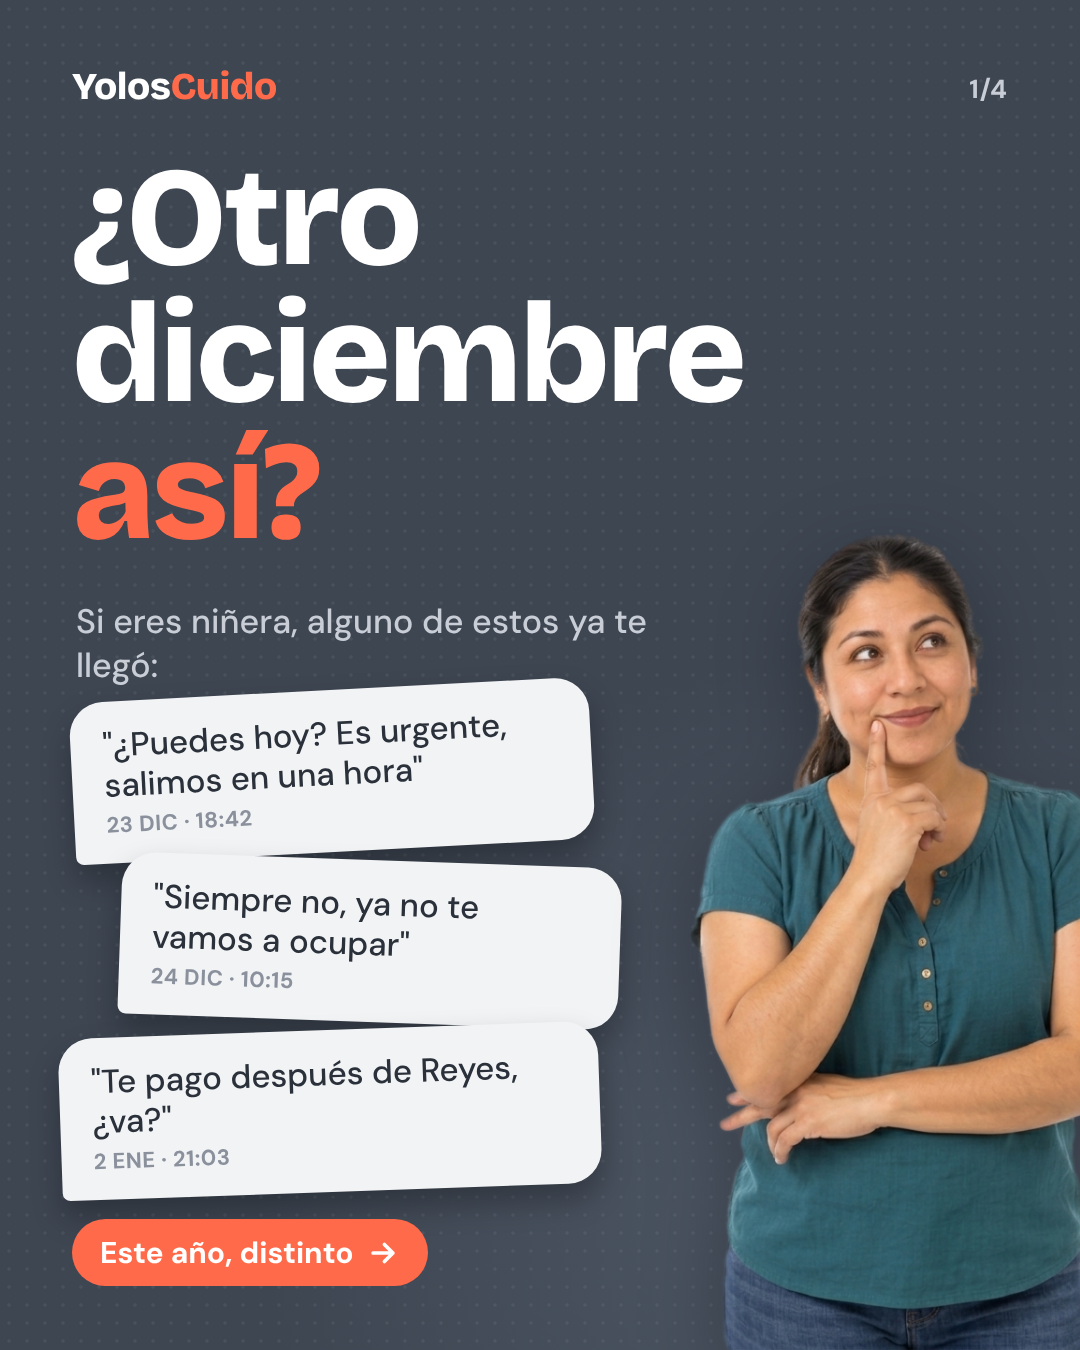 YolosCuido
1/4
¿Otro
diciembre
así?
Si eres niñera, alguno de estos ya te
llegó:
"¿Puedes hoy? Es urgente,
salimos en una hora"
23 DIC · 18:42
"Siempre no, ya no te
vamos a ocupar"
24 DIC · 10:15
"Te pago después de Reyes,
¿va?"
2 ENE · 21:03
Este año, distinto →